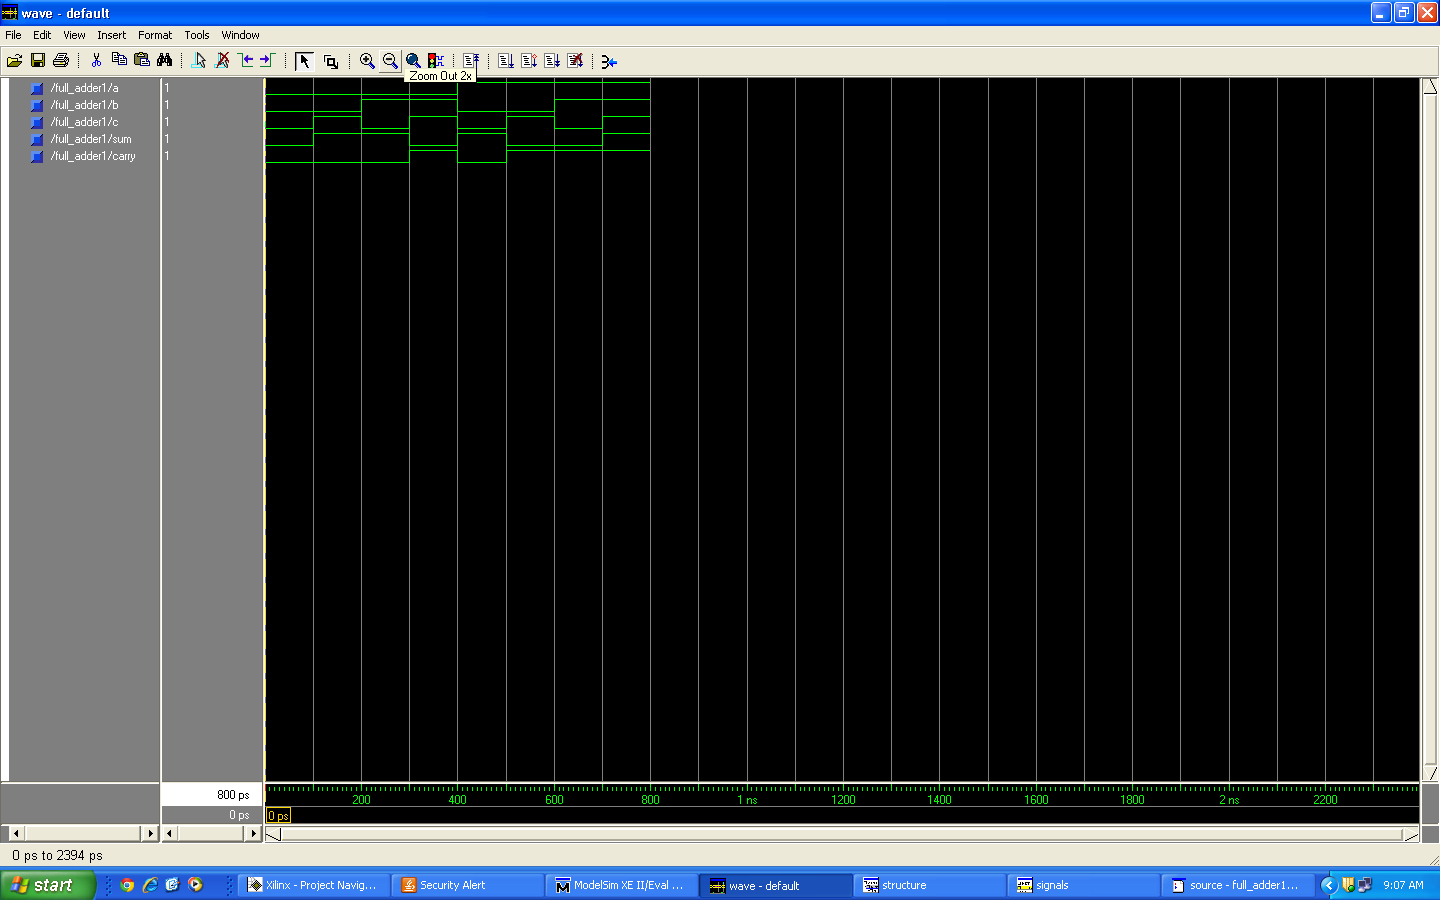 wave - default
File Edit View Insert Format Tools Window
Zoom Out 2x
/full_adder1/a 1
/full_adder1/b 1
/full_adder1/c 1
/full_adder1/sum 1
/full_adder1/carry 1
800 ps 200 400 600 800 1 ns 1200 1400 1600 1800 2 ns 2200
0 ps 0 ps
0 ps to 2394 ps
start Xilinx - Project Navig... Security Alert ModelSim XE II/Eval ... wave - default structure signals source - full_adder1... 9:07 AM